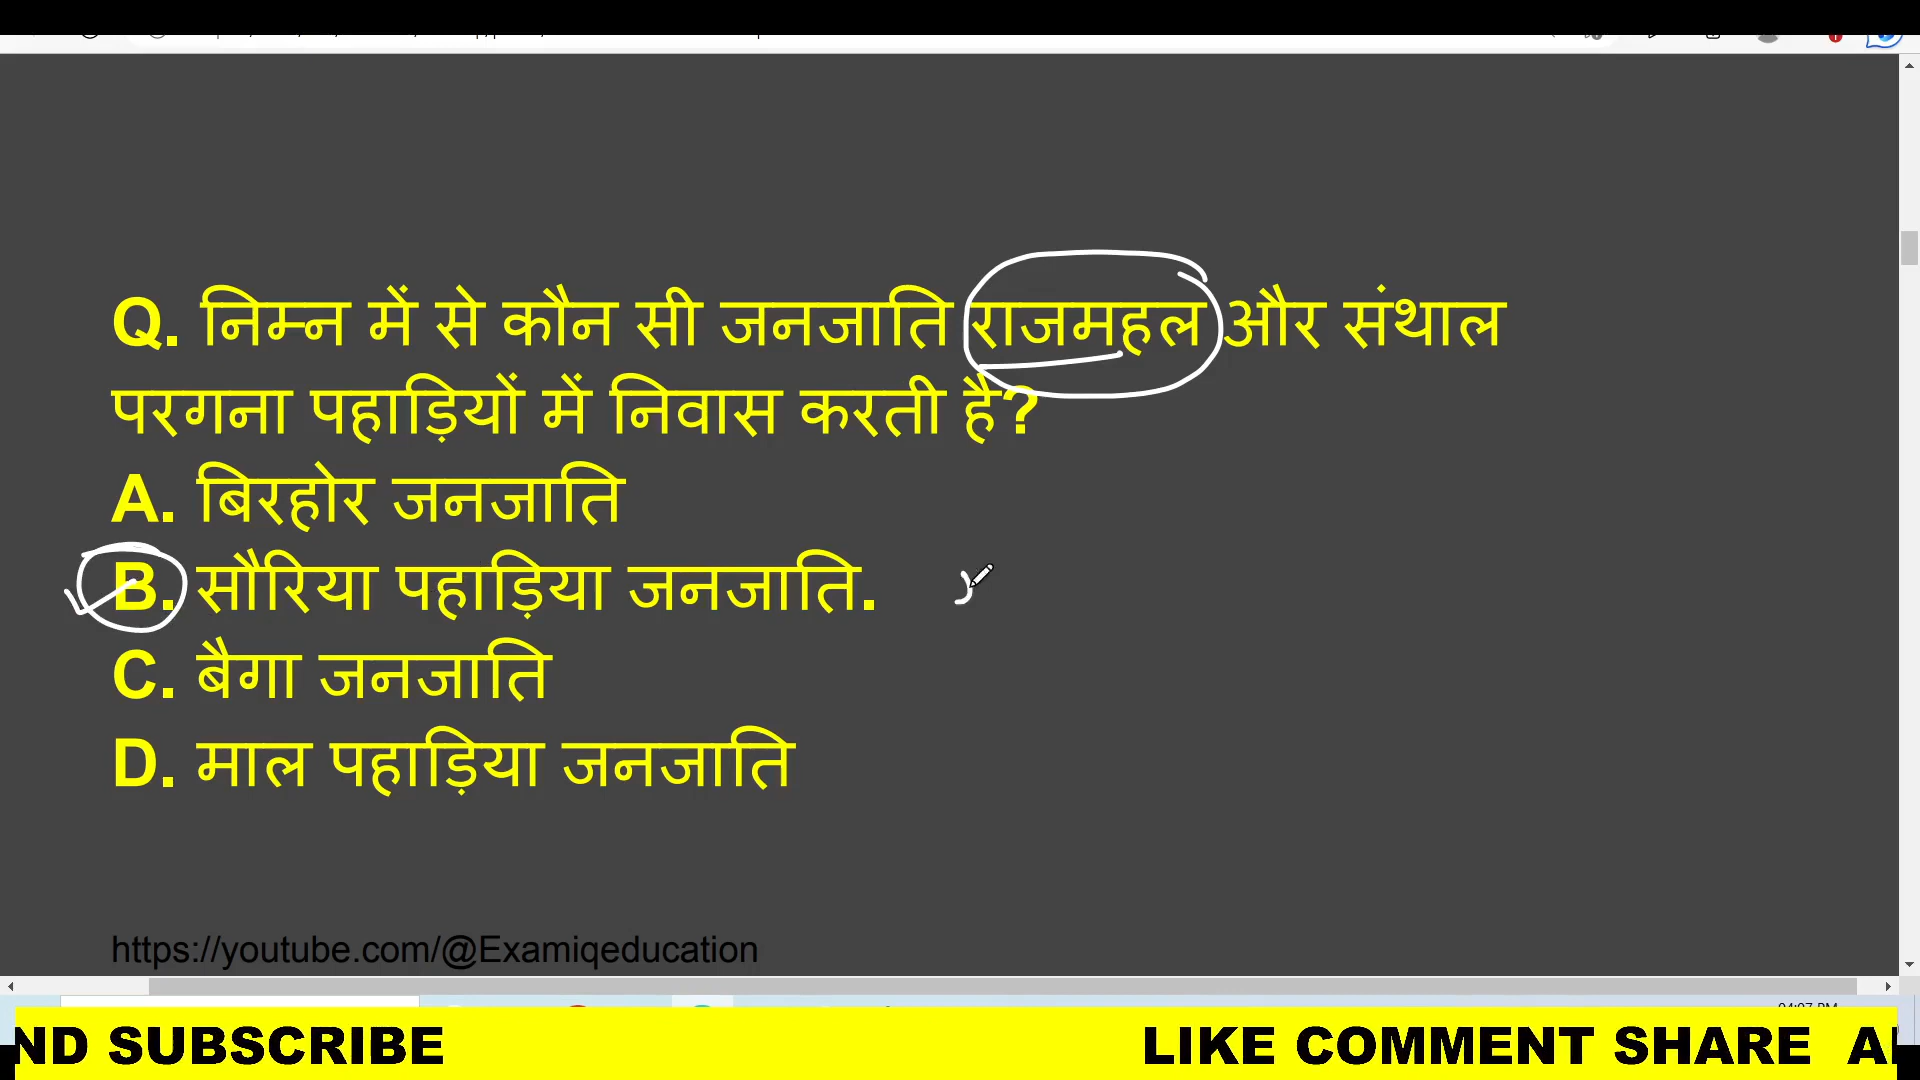 Q. निम्न में से कौन सी जनजाति राजमहल और संथाल
परगना पहाड़ियों में निवास करती है?
A. बिरहोर जनजाति
B. सौरिया पहाड़िया जनजाति.
C. बैगा जनजाति
D. माल पहाड़िया जनजाति
https://youtube.com/@Examiqeducation
ND SUBSCRIBE LIKE COMMENT SHARE